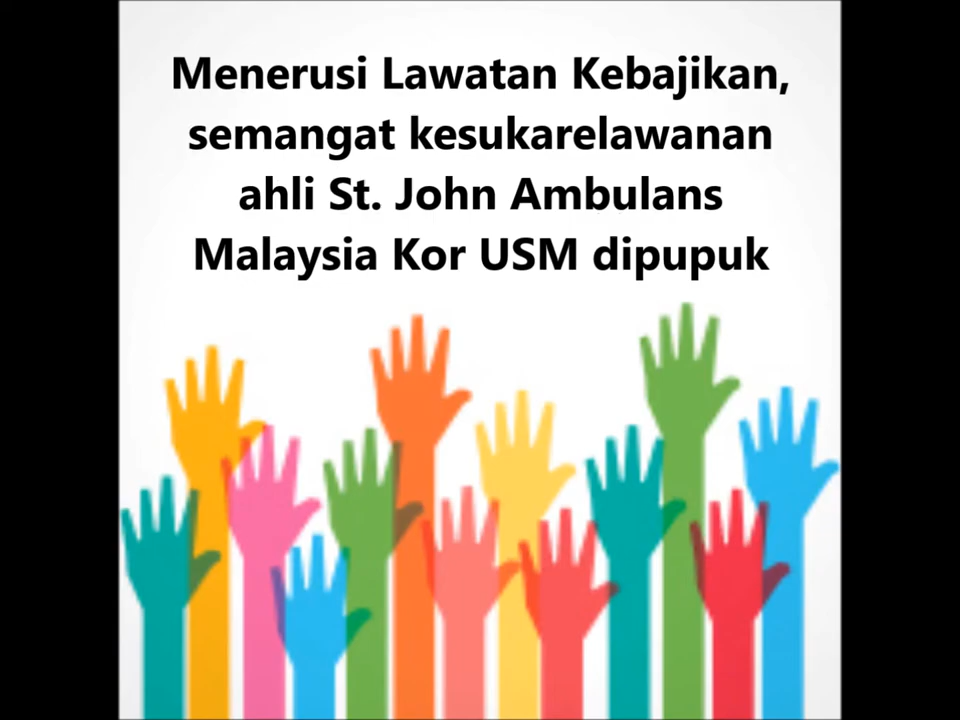 Menerusi Lawatan Kebajikan,
semangat kesukarelawanan
ahli St. John Ambulans
Malaysia Kor USM dipupuk